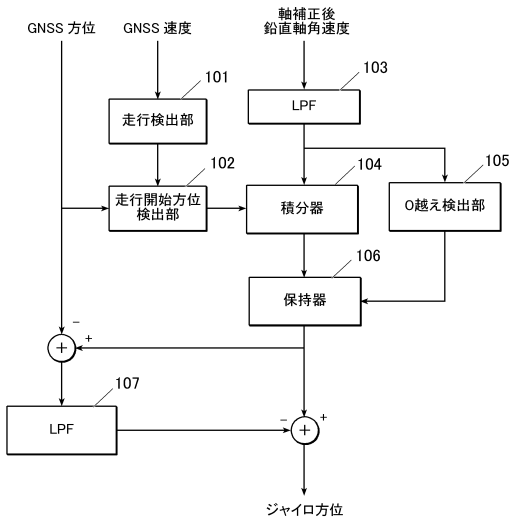 GNSS 方位
GNSS 速度
軸補正後
鉛直軸角速度
101
走行検出部
103
LPF
102
走行開始方位
検出部
104
積分器
105
0越え検出部
106
保持器
−
+
+
107
LPF
−
+
+
ジャイロ方位